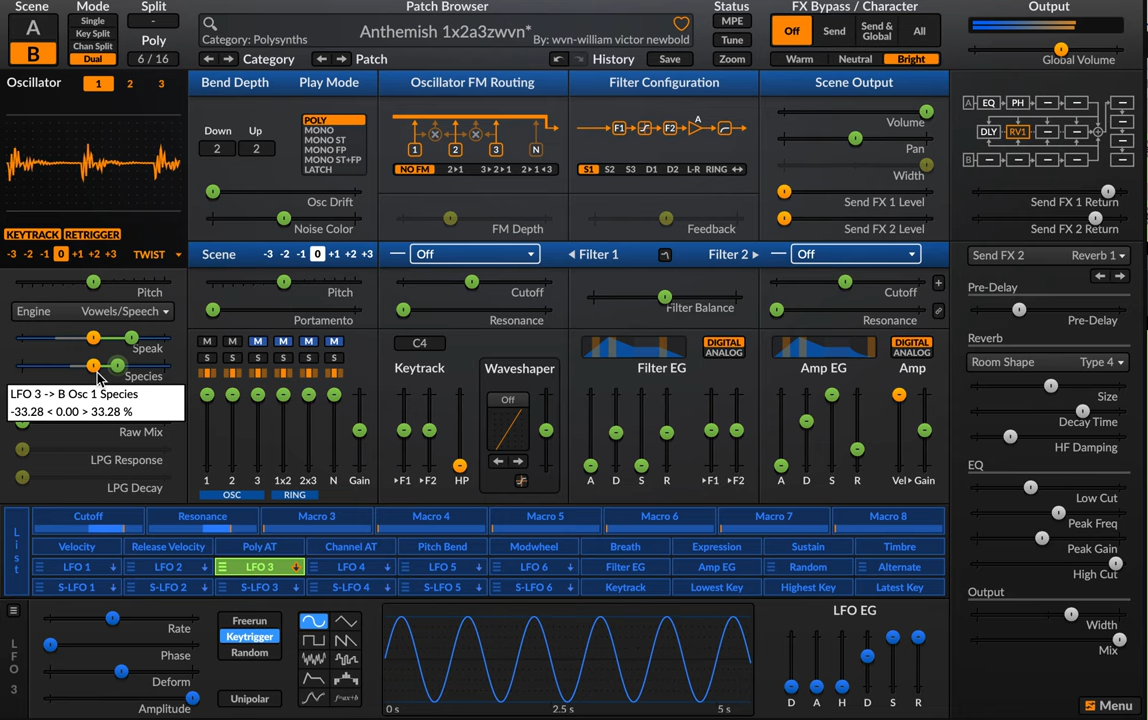 Scene
Mode
Split
Patch Browser
Status
FX Bypass / Character
Output
A
B
Single
Key Split
Chan Split
Dual
-
Poly
6 / 16
Anthemish 1x2a3zwvn*
Category: Polysynths
By: wvn-william victor newbold
Category
Patch
History
Save
MPE
Tune
Zoom
Off
Send
Send & Global
All
Warm
Neutral
Bright
Global Volume
Oscillator
1
2
3
KEYTRACK
RETRIGGER
-3 -2 -1 0 +1 +2 +3
TWIST
Bend Depth
Play Mode
Down
Up
2
2
POLY
MONO
MONO ST
MONO FP
MONO ST+FP
LATCH
Osc Drift
Noise Color
Oscillator FM Routing
1
2
3
N
NO FM
2▸1
3▸2▸1
2▸1◂3
FM Depth
Filter Configuration
F1
F2
A
S1
S2
S3
D1
D2
L-R
RING
Feedback
Scene Output
Volume
Pan
Width
Send FX 1 Level
Send FX 2 Level
A
EQ
PH
DLY
RV1
B
Send FX 1 Return
Send FX 2 Return
Pitch
Engine
Vowels/Speech
Speak
Species
LFO 3 -> B Osc 1 Species
-33.28 < 0.00 > 33.28 %
Raw Mix
LPG Response
LPG Decay
Scene
-3 -2 -1 0 +1 +2 +3
Pitch
Portamento
M M M M M M
S S S S S S
1 2 3 1x2 2x3 N Gain
OSC
RING
Off
Filter 1
Filter 2
Off
Cutoff
Resonance
Filter Balance
Cutoff
Resonance
C4
Keytrack
▸F1
▸F2
HP
Waveshaper
Off
DIGITAL
ANALOG
Filter EG
A D S R
▸F1
▸F2
DIGITAL
ANALOG
Amp EG
Amp
A D S R
Vel▸Gain
Send FX 2
Reverb 1
Pre-Delay
Pre-Delay
Reverb
Room Shape
Type 4
Size
Decay Time
HF Damping
EQ
Low Cut
Peak Freq
Peak Gain
High Cut
Output
Width
Mix
List
Cutoff
Resonance
Macro 3
Macro 4
Macro 5
Macro 6
Macro 7
Macro 8
Velocity
Release Velocity
Poly AT
Channel AT
Pitch Bend
Modwheel
Breath
Expression
Sustain
Timbre
LFO 1
LFO 2
LFO 3
LFO 4
LFO 5
LFO 6
Filter EG
Amp EG
Random
Alternate
S-LFO 1
S-LFO 2
S-LFO 3
S-LFO 4
S-LFO 5
S-LFO 6
Keytrack
Lowest Key
Highest Key
Latest Key
LFO 3
Rate
Phase
Deform
Amplitude
Freerun
Keytrigger
Random
Unipolar
f=ax+b
0 s
2.5 s
5 s
LFO EG
D A H D S R
Menu